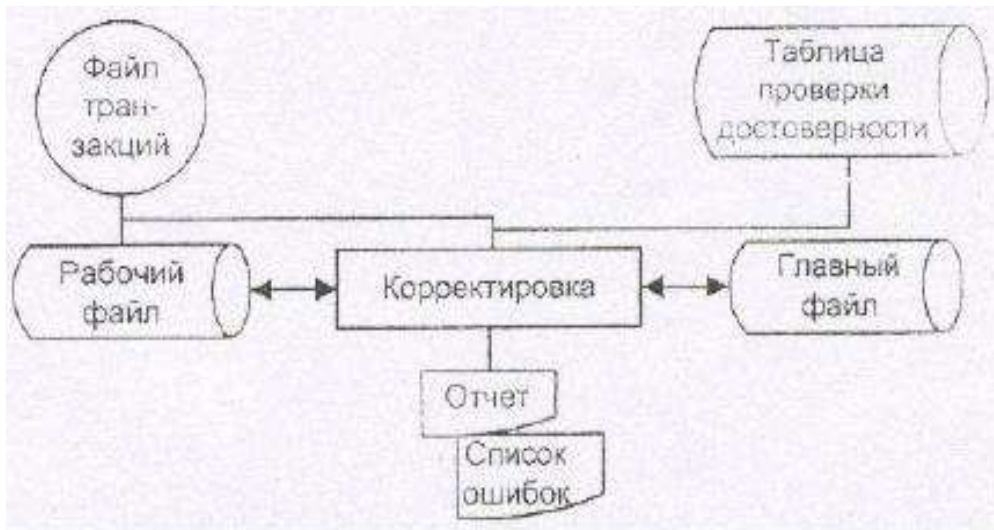 Файл
тран-
закций
Таблица
проверки
достоверности
Рабочий
файл
Корректировка
Главный
файл
Отчет
Список
ошибок